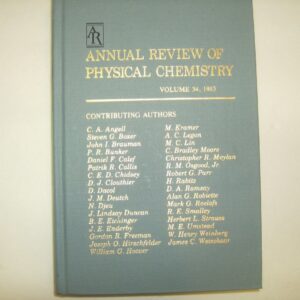 AR
ANNUAL REVIEW OF
PHYSICAL CHEMISTRY
VOLUME 34, 1983
CONTRIBUTING AUTHORS
C. A. Angell
Steven G. Boxer
John I. Brauman
P. R. Bunker
Daniel F. Calef
Patrik R. Callis
C. E. D. Chidsey
D. J. Clouthier
D. Dacol
J. M. Deutch
N. Djeu
J. Lindsay Duncan
B. E. Eichinger
J. E. Enderby
Gordon R. Freeman
Joseph O. Hirschfelder
William G. Hoover
M. Kramer
A. C. Legon
M. C. Lin
C. Bradley Moore
Christopher R. Moylan
R. M. Osgood, Jr.
Robert G. Parr
H. Rabitz
D. A. Ramsay
Alan G. Robiette
Mark G. Roelofs
R. E. Smalley
Herbert L. Strauss
M. E. Umstead
W. Henry Weinberg
James C. Weisshaar